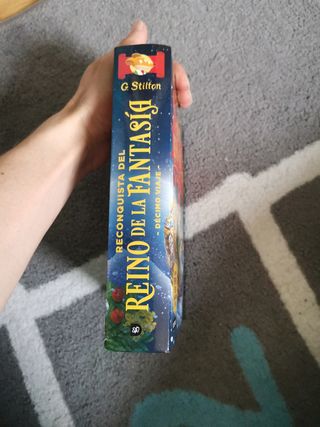 G. Stilton
RECONQUISTA DEL
REINO DE LA FANTASÍA
- DÉCIMO VIAJE -